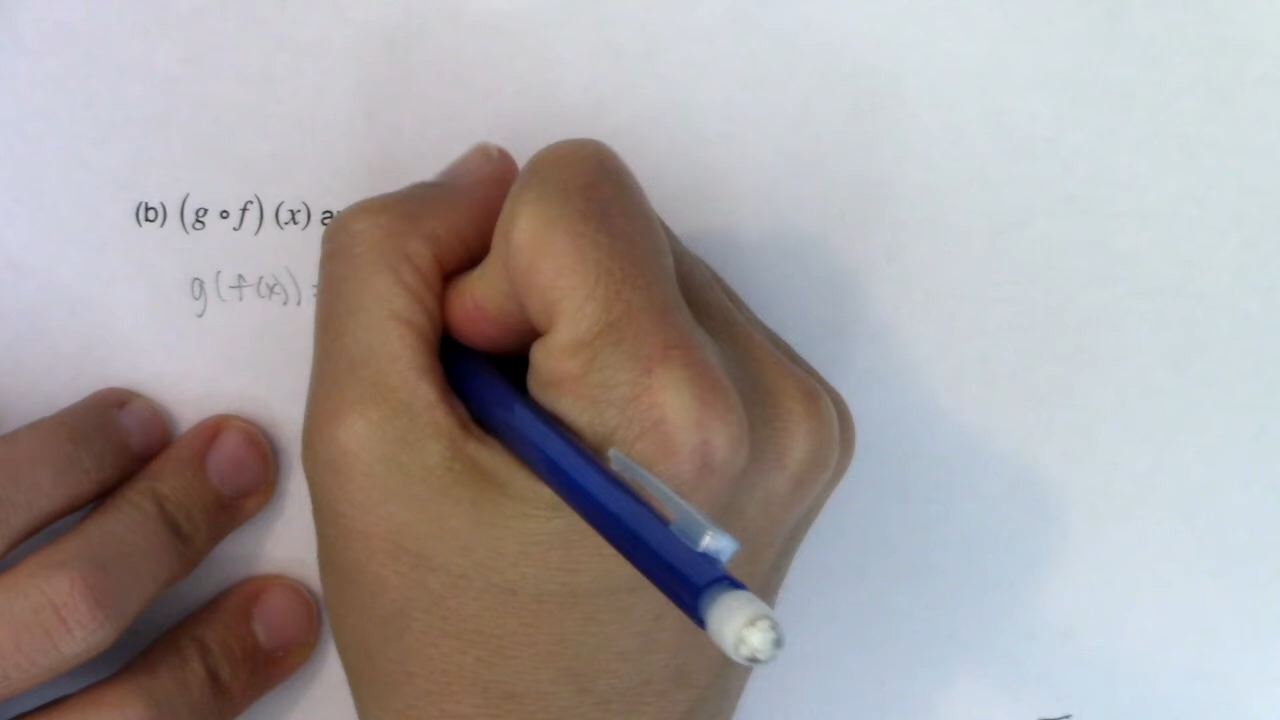 (b) (g ∘ f) (x) a
g(f(x)) =